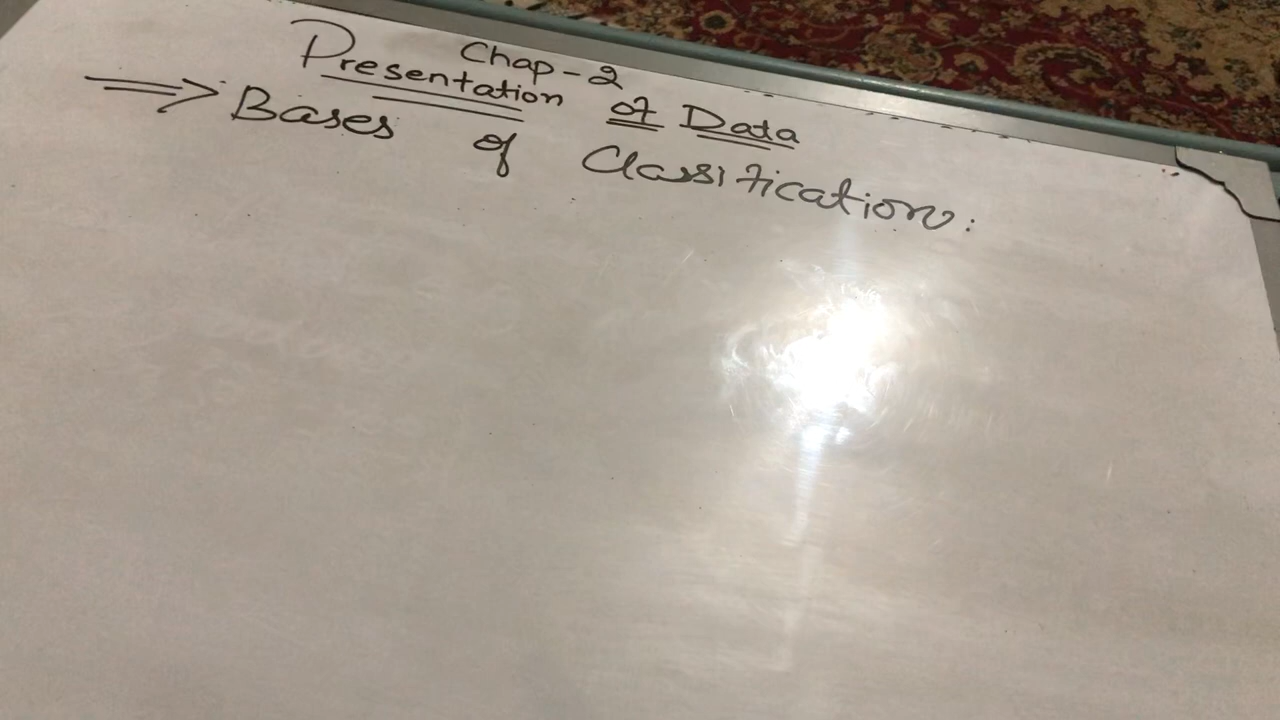 Chap-2
Presentation of Data
⇒ Bases of Classification: